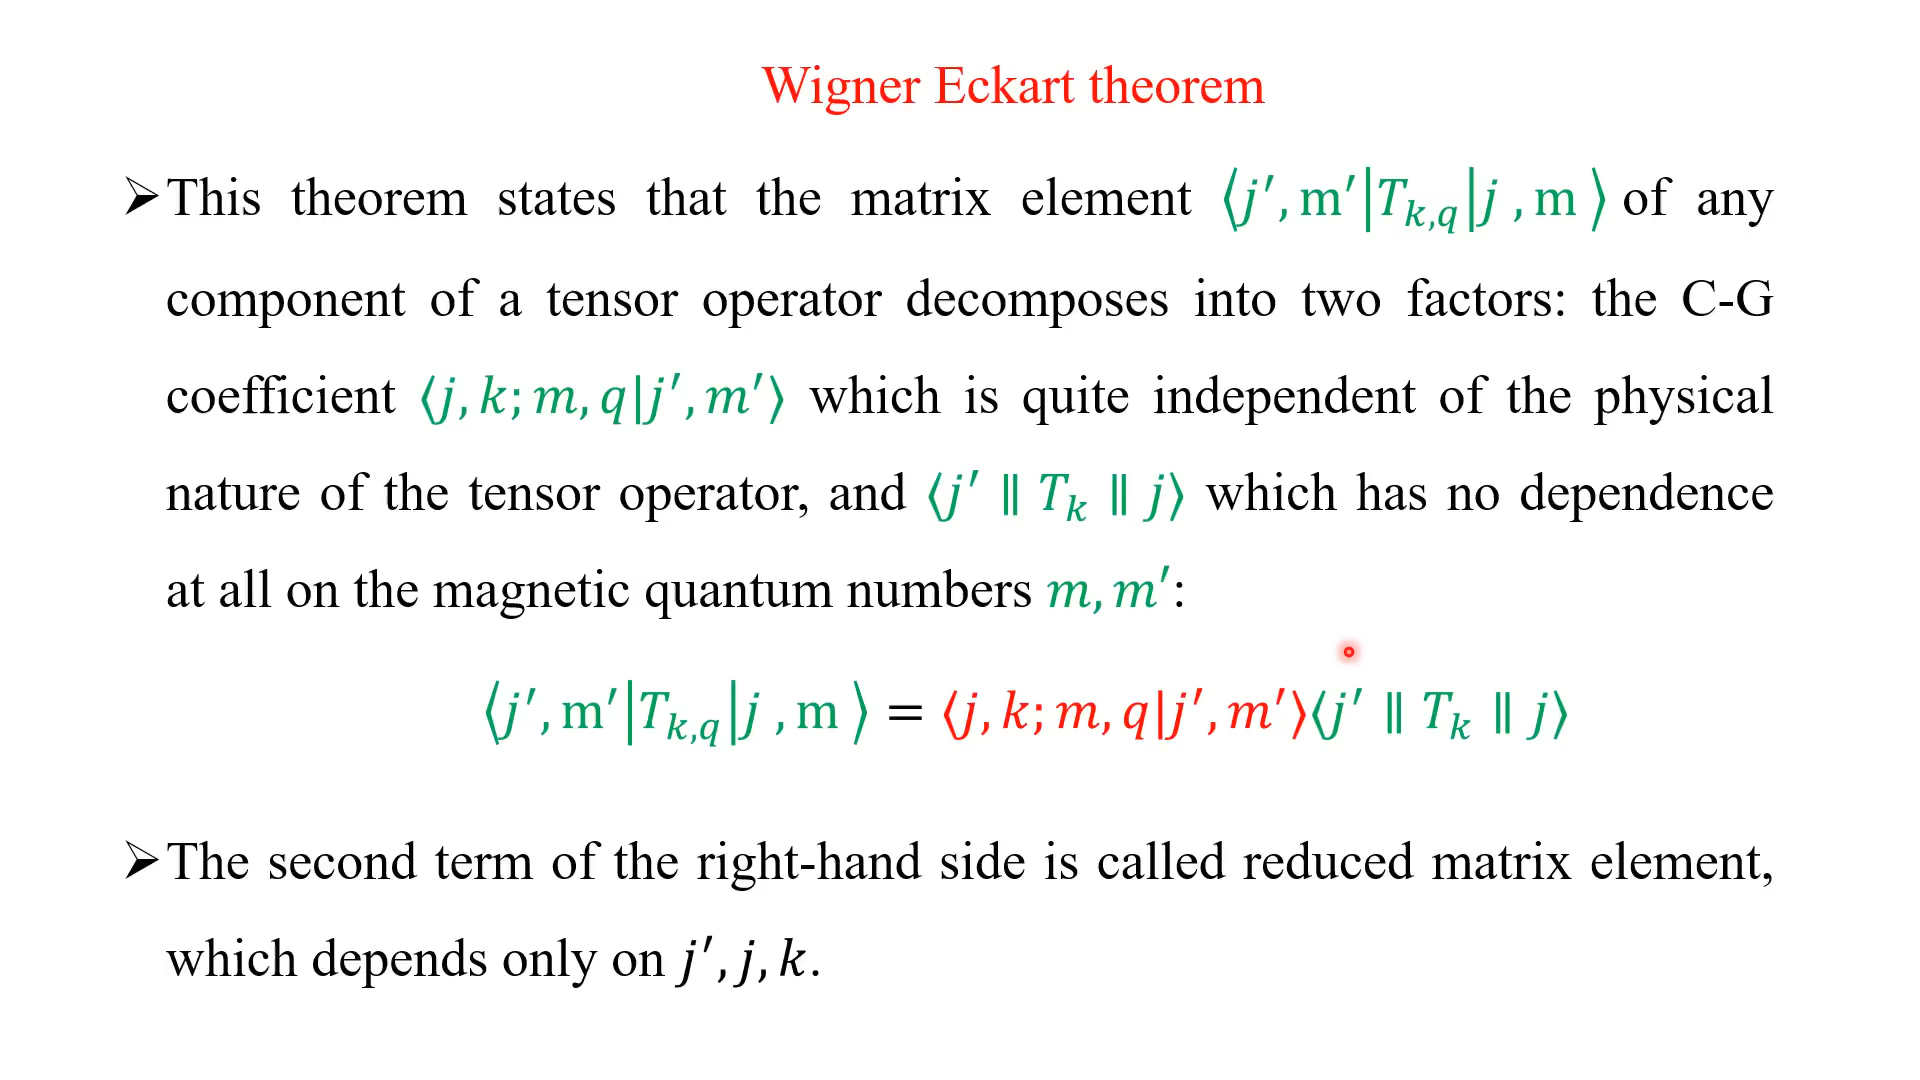 Wigner Eckart theorem
➢This theorem states that the matrix element ⟨j′, m′|T_{k,q}|j , m ⟩ of any
component of a tensor operator decomposes into two factors: the C-G
coefficient ⟨j, k; m, q|j′, m′⟩ which is quite independent of the physical
nature of the tensor operator, and ⟨j′ ∥ T_k ∥ j⟩ which has no dependence
at all on the magnetic quantum numbers m, m′:
⟨j′, m′|T_{k,q}|j , m ⟩ = ⟨j, k; m, q|j′, m′⟩⟨j′ ∥ T_k ∥ j⟩
➢The second term of the right-hand side is called reduced matrix element,
which depends only on j′, j, k.